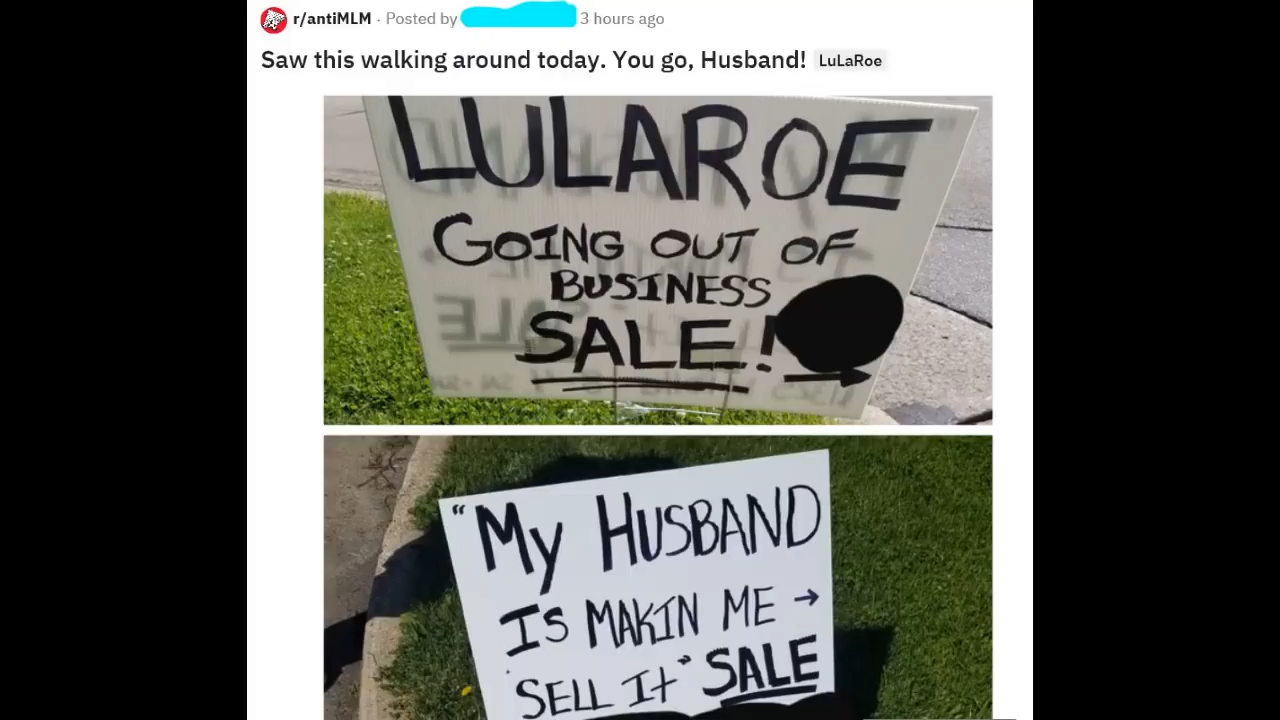 r/antiMLM · Posted by 3 hours ago
Saw this walking around today. You go, Husband! LuLaRoe
LULAROE
GOING OUT OF
BUSINESS
SALE!
"My HUSBAND
IS MAKIN ME →
SELL It" SALE